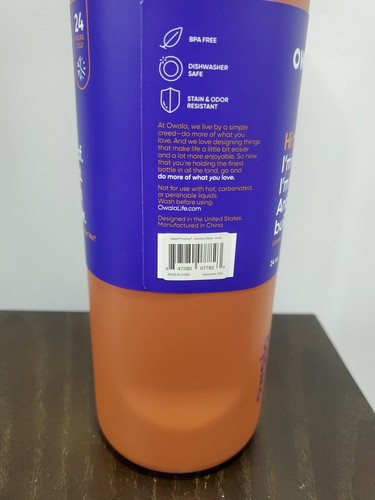 24
BPA FREE
DISHWASHER
SAFE
STAIN & ODOR
RESISTANT
At Owala, we live by a simple
creed–do more of what you
love. And we love designing things
that make life a little bit easier
and a lot more enjoyable. So now
that you're holding the finest
bottle in all the land, go and
do more of what you love.
Not for use with hot, carbonated,
or perishable liquids.
Wash before using.
OwalaLife.com
Designed in the United States.
Manufactured in China.
47280 07762
O
Hi
I'm
I'm
24